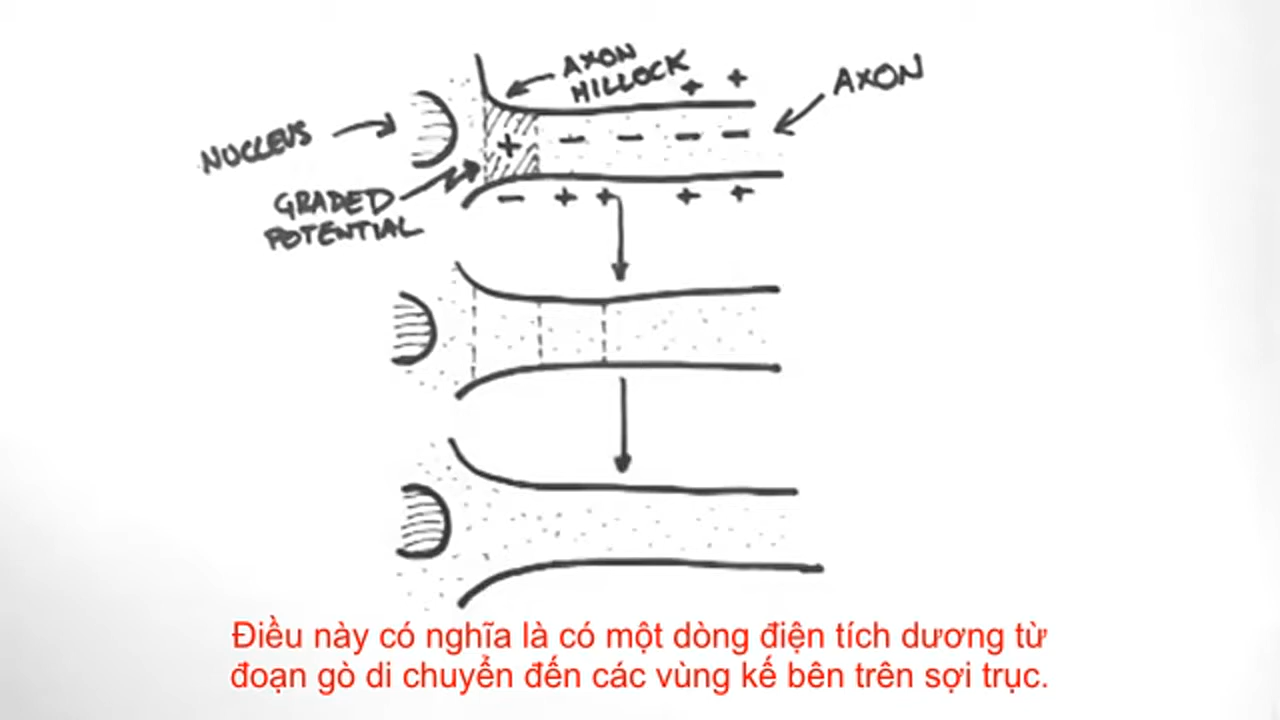 AXON
HILLOCK
AXON
NUCLEUS
GRADED
POTENTIAL
+ +
+ - - - -
- + + + +
Điều này có nghĩa là có một dòng điện tích dương từ
đoạn gò di chuyển đến các vùng kế bên trên sợi trục.